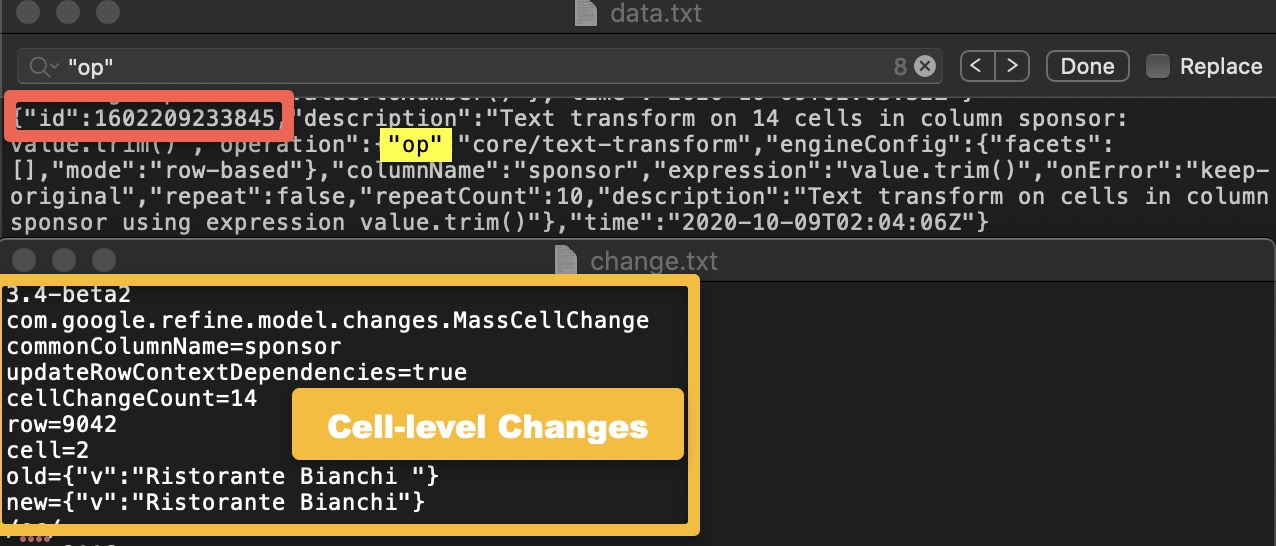 data.txt
"op" 8 < > Done Replace
{"id":1602209233845,"description":"Text transform on 14 cells in column sponsor:
value.trim()","operation":{"op":"core/text-transform","engineConfig":{"facets":
[],"mode":"row-based"},"columnName":"sponsor","expression":"value.trim()","onError":"keep-
original","repeat":false,"repeatCount":10,"description":"Text transform on cells in column
sponsor using expression value.trim()"},"time":"2020-10-09T02:04:06Z"}
change.txt
3.4-beta2
com.google.refine.model.changes.MassCellChange
commonColumnName=sponsor
updateRowContextDependencies=true
cellChangeCount=14
row=9042
Cell-level Changes
cell=2
old={"v":"Ristorante Bianchi "}
new={"v":"Ristorante Bianchi"}
/ec/